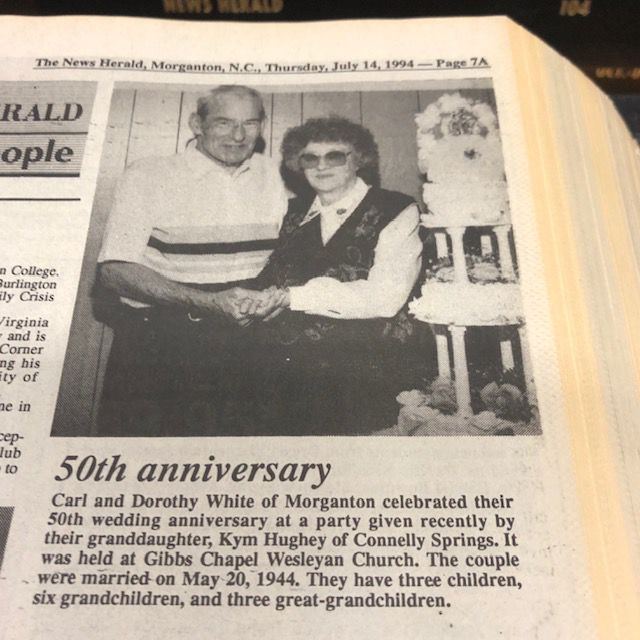 NEWS HERALD
104
The News Herald, Morganton, N.C., Thursday, July 14, 1994 — Page 7A
RALD
ople
n College,
Burlington
ily Crisis
Virginia
and is
Corner
ng his
ity of
ne in
cep-
lub
to
50th anniversary
Carl and Dorothy White of Morganton celebrated their
50th wedding anniversary at a party given recently by
their granddaughter, Kym Hughey of Connelly Springs. It
was held at Gibbs Chapel Wesleyan Church. The couple
were married on May 20, 1944. They have three children,
six grandchildren, and three great-grandchildren.